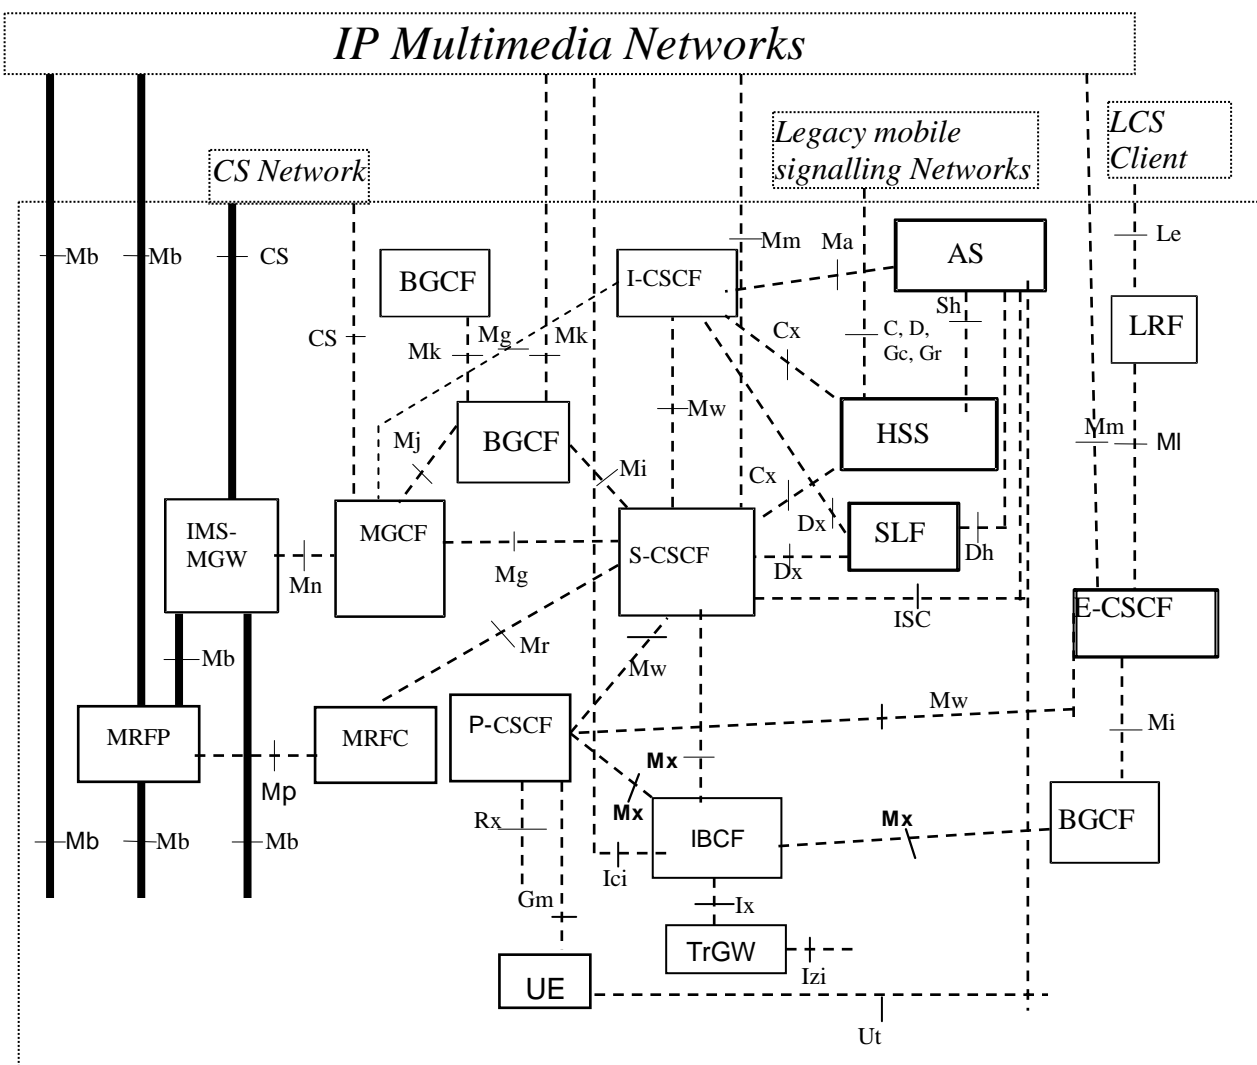 IP Multimedia Networks
Legacy mobile
signalling Networks
LCS
Client
CS Network
Mb
Mb
CS
Mm
Ma
AS
Le
BGCF
I-CSCF
Sh
LRF
CS
Mk
Mg
Mk
Cx
C, D,
Gc, Gr
Mw
HSS
Mm
Ml
Mj
BGCF
Mi
Cx
IMS-
MGW
MGCF
S-CSCF
Dx
SLF
Dh
Mn
Mg
Dx
ISC
E-CSCF
Mb
Mr
Mw
Mw
Mi
MRFP
MRFC
P-CSCF
Mx
Mp
Mx
Mx
BGCF
Rx
IBCF
Mb
Mb
Mb
Ici
Gm
Ix
TrGW
Izi
UE
Ut